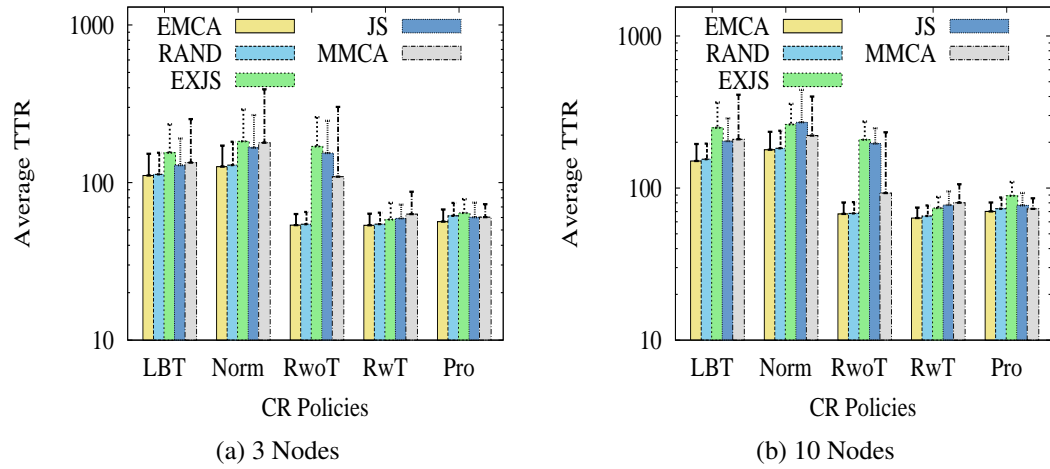 1000
100
10
Average TTR
EMCA
RAND
EXJS
JS
MMCA
LBT Norm RwoT RwT Pro
CR Policies
(a) 3 Nodes
1000
100
10
Average TTR
EMCA
RAND
EXJS
JS
MMCA
LBT Norm RwoT RwT Pro
CR Policies
(b) 10 Nodes